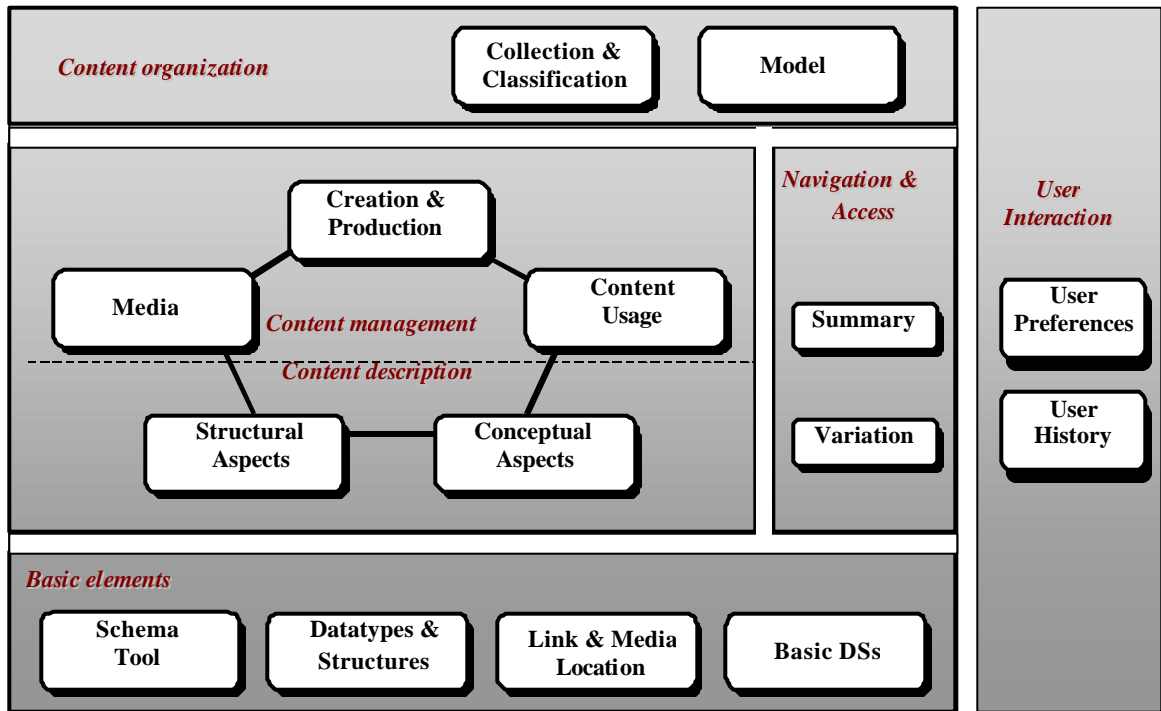 Content organization
Collection &
Classification
Model
Creation &
Production
Media
Content
Usage
Content management
Content description
Structural
Aspects
Conceptual
Aspects
Navigation &
Access
Summary
Variation
User
Interaction
User
Preferences
User
History
Basic elements
Schema
Tool
Datatypes &
Structures
Link & Media
Location
Basic DSs